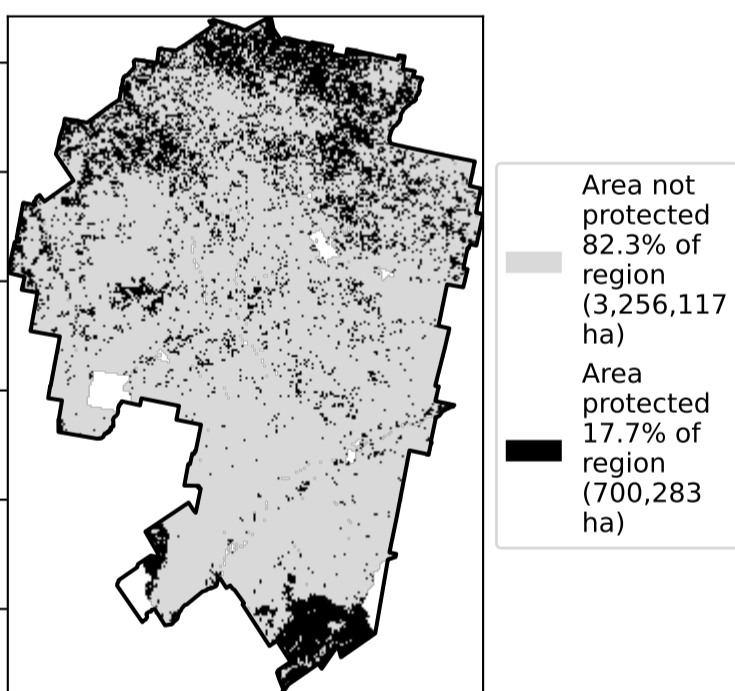 Area not
protected
82.3% of
region
(3,256,117
ha)
Area
protected
17.7% of
region
(700,283
ha)